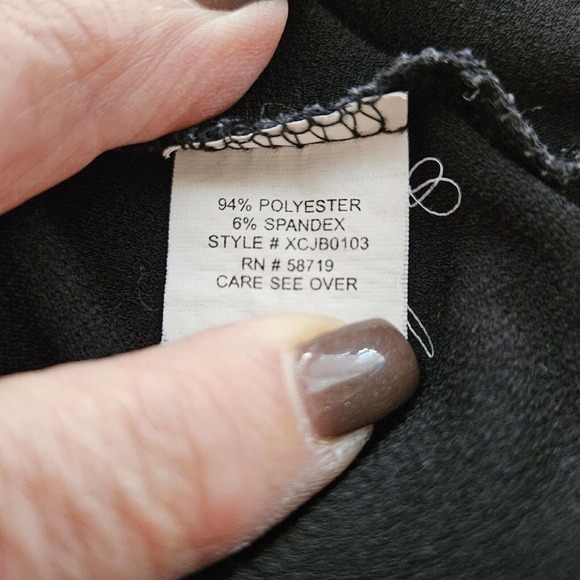 94% POLYESTER
6% SPANDEX
STYLE # XCJB0103
RN # 58719
CARE SEE OVER